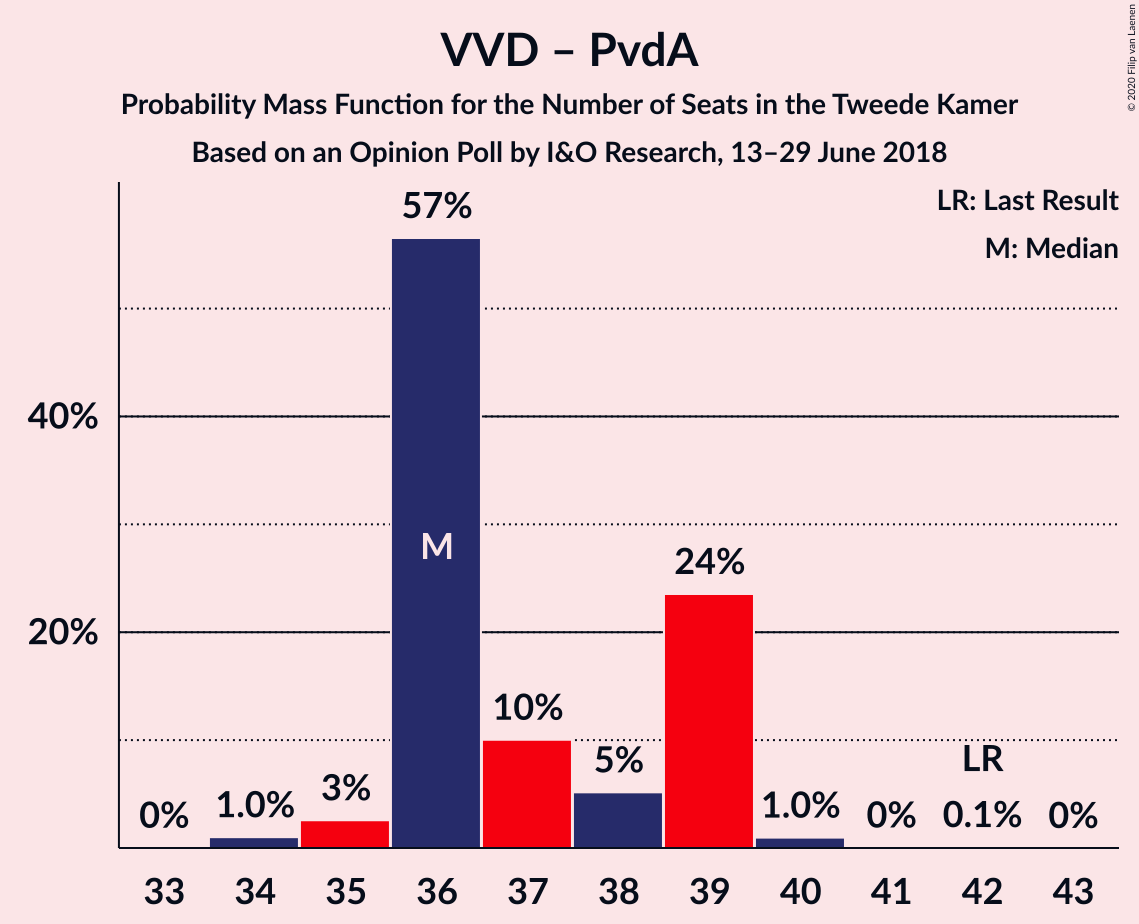 VVD – PvdA
Probability Mass Function for the Number of Seats in the Tweede Kamer
Based on an Opinion Poll by I&O Research, 13–29 June 2018
© 2020 Filip van Laenen
LR: Last Result
M: Median
57%
40%
M
24%
20%
10%
5%
LR
3%
1.0%
0%
1.0%
0%
0.1%
0%
33 34 35 36 37 38 39 40 41 42 43